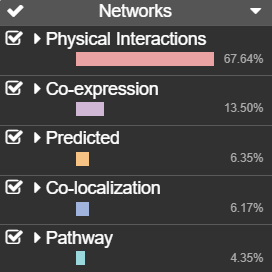 Networks
Physical Interactions
67.64%
Co-expression
13.50%
Predicted
6.35%
Co-localization
6.17%
Pathway
4.35%